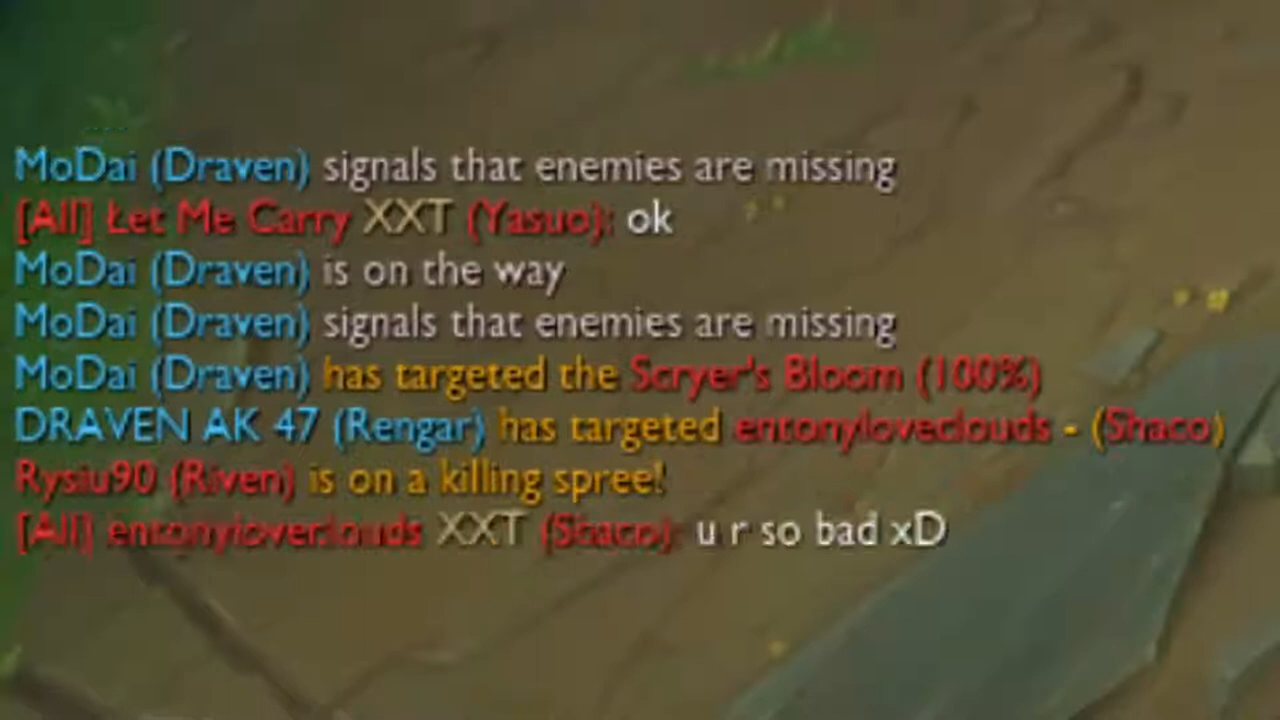 MoDai (Draven) signals that enemies are missing
[All] Łet Me Carry XXT (Yasuo): ok
MoDai (Draven) is on the way
MoDai (Draven) signals that enemies are missing
MoDai (Draven) has targeted the Scryer's Bloom (100%)
DRAVEN AK 47 (Rengar) has targeted entonyloveclouds - (Shaco)
Rysiu90 (Riven) is on a killing spree!
[All] entonyloveclouds XXT (Shaco): u r so bad xD